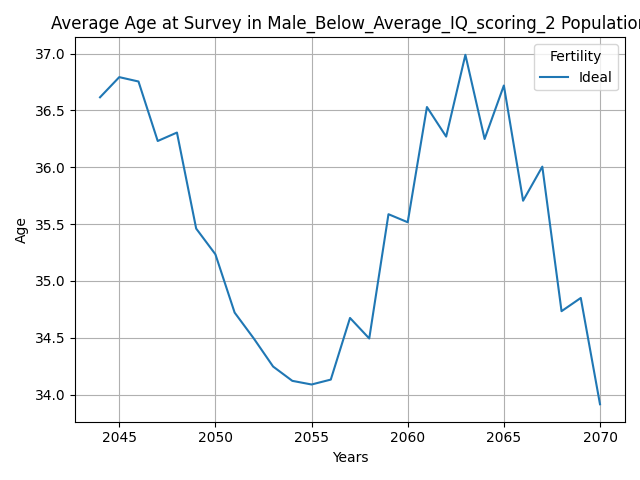 Average Age at Survey in Male_Below_Average_IQ_scoring_2 Population
Fertility
Ideal
Age
37.0
36.5
36.0
35.5
35.0
34.5
34.0
2045 2050 2055 2060 2065 2070
Years